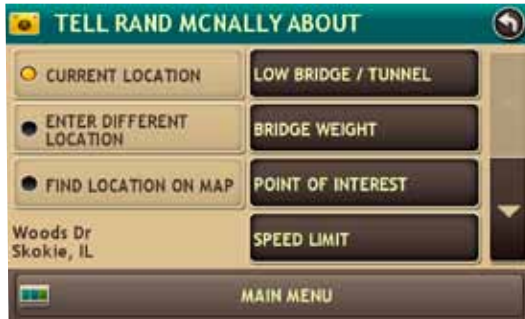 TELL RAND MCNALLY ABOUT
CURRENT LOCATION
ENTER DIFFERENT
LOCATION
FIND LOCATION ON MAP
Woods Dr
Skokie, IL
LOW BRIDGE / TUNNEL
BRIDGE WEIGHT
POINT OF INTEREST
SPEED LIMIT
MAIN MENU